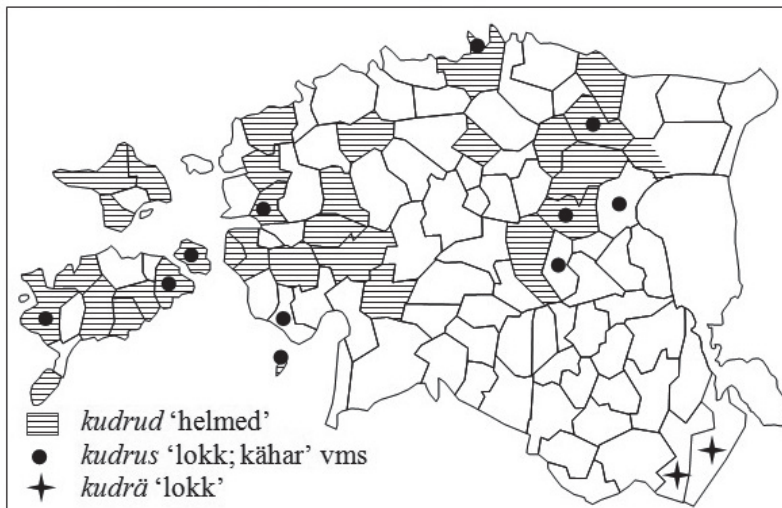 kudrud ‘helmed’
kudrus ‘lokk; kähar’ vms
kudrä ‘lokk’